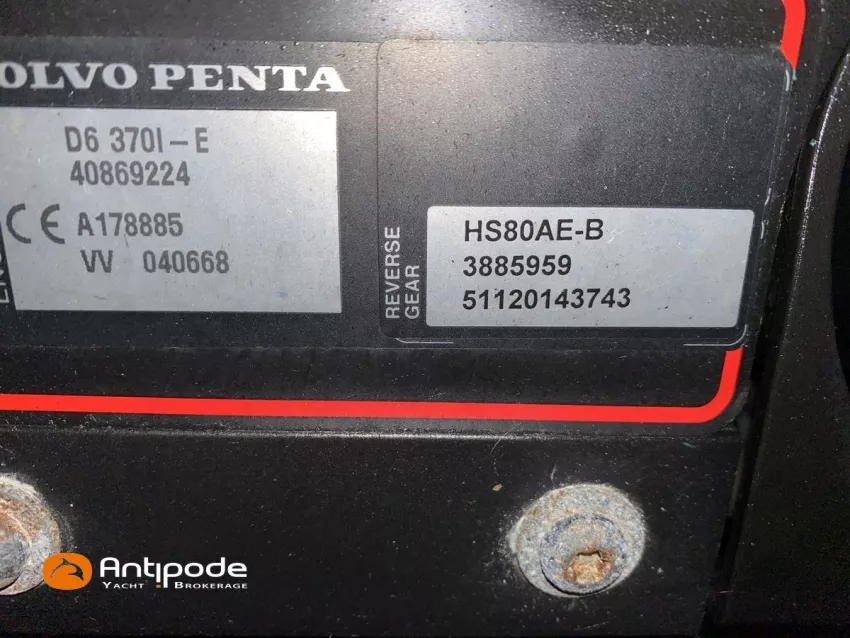 OLVO PENTA
D6 370I-E
40869224
CE A178885
VV 040668
REVERSE
GEAR
HS80AE-B
3885959
51120143743
Antipode
YACHT BROKERAGE